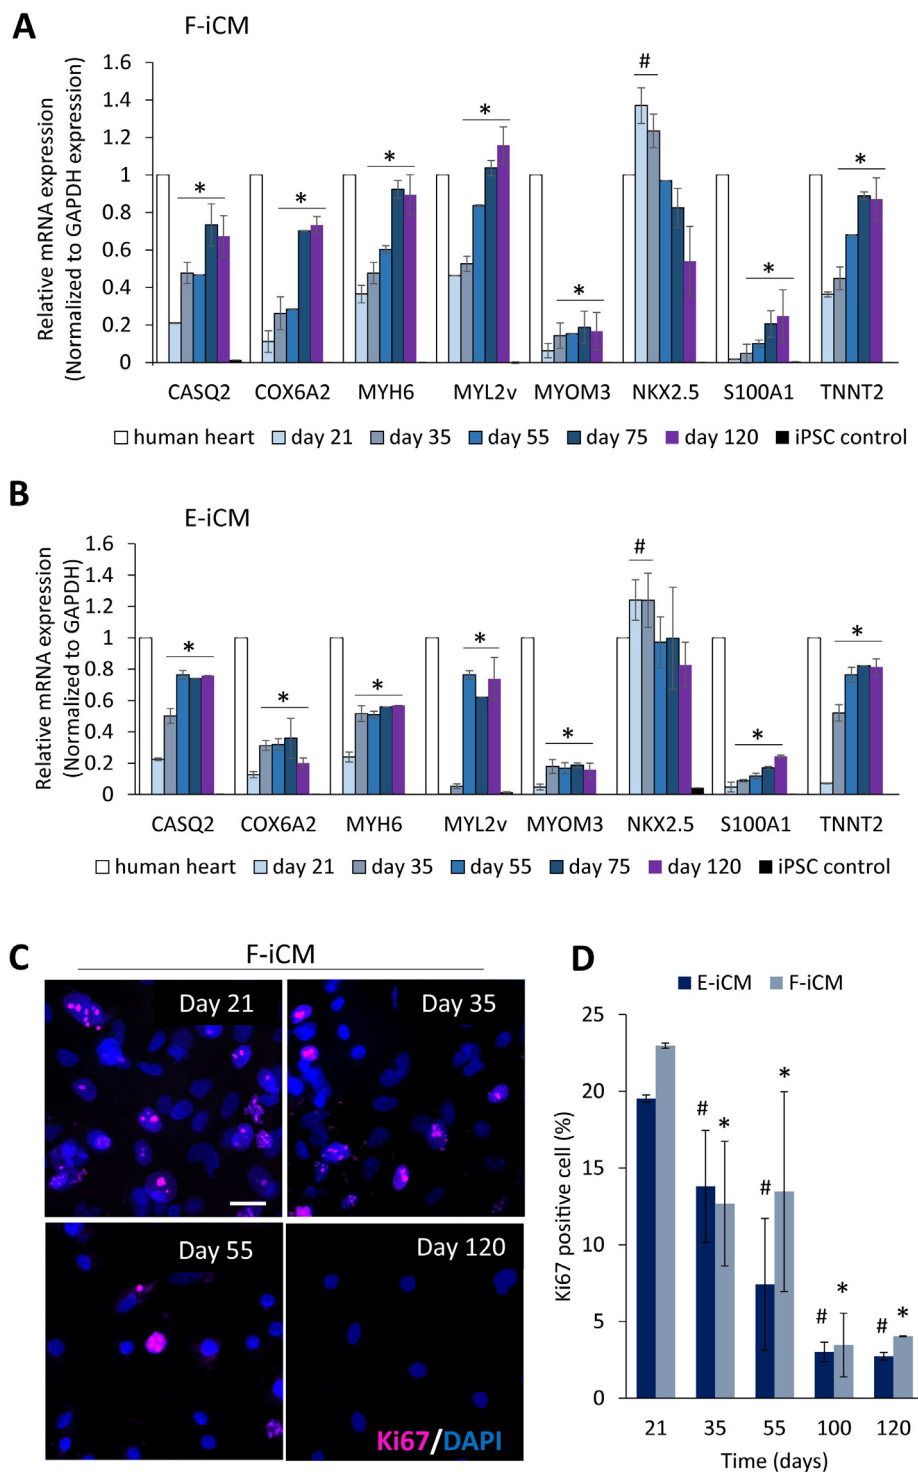 A
F-iCM
Relative mRNA expression
(Normalized to GAPDH expression)
1.6
1.4
1.2
1
0.8
0.6
0.4
0.2
0
* * * * * # * *
CASQ2 COX6A2 MYH6 MYL2v MYOM3 NKX2.5 S100A1 TNNT2
human heart day 21 day 35 day 55 day 75 day 120 iPSC control
B
E-iCM
Relative mRNA expression
(Normalized to GAPDH)
1.6
1.4
1.2
1
0.8
0.6
0.4
0.2
0
* * * * * # * *
CASQ2 COX6A2 MYH6 MYL2v MYOM3 NKX2.5 S100A1 TNNT2
human heart day 21 day 35 day 55 day 75 day 120 iPSC control
C
F-iCM
Day 21
Day 35
Day 55
Day 120
Ki67/DAPI
D
E-iCM F-iCM
Ki67 positive cell (%)
25
20
15
10
5
0
# * # * # * # *
21 35 55 100 120
Time (days)